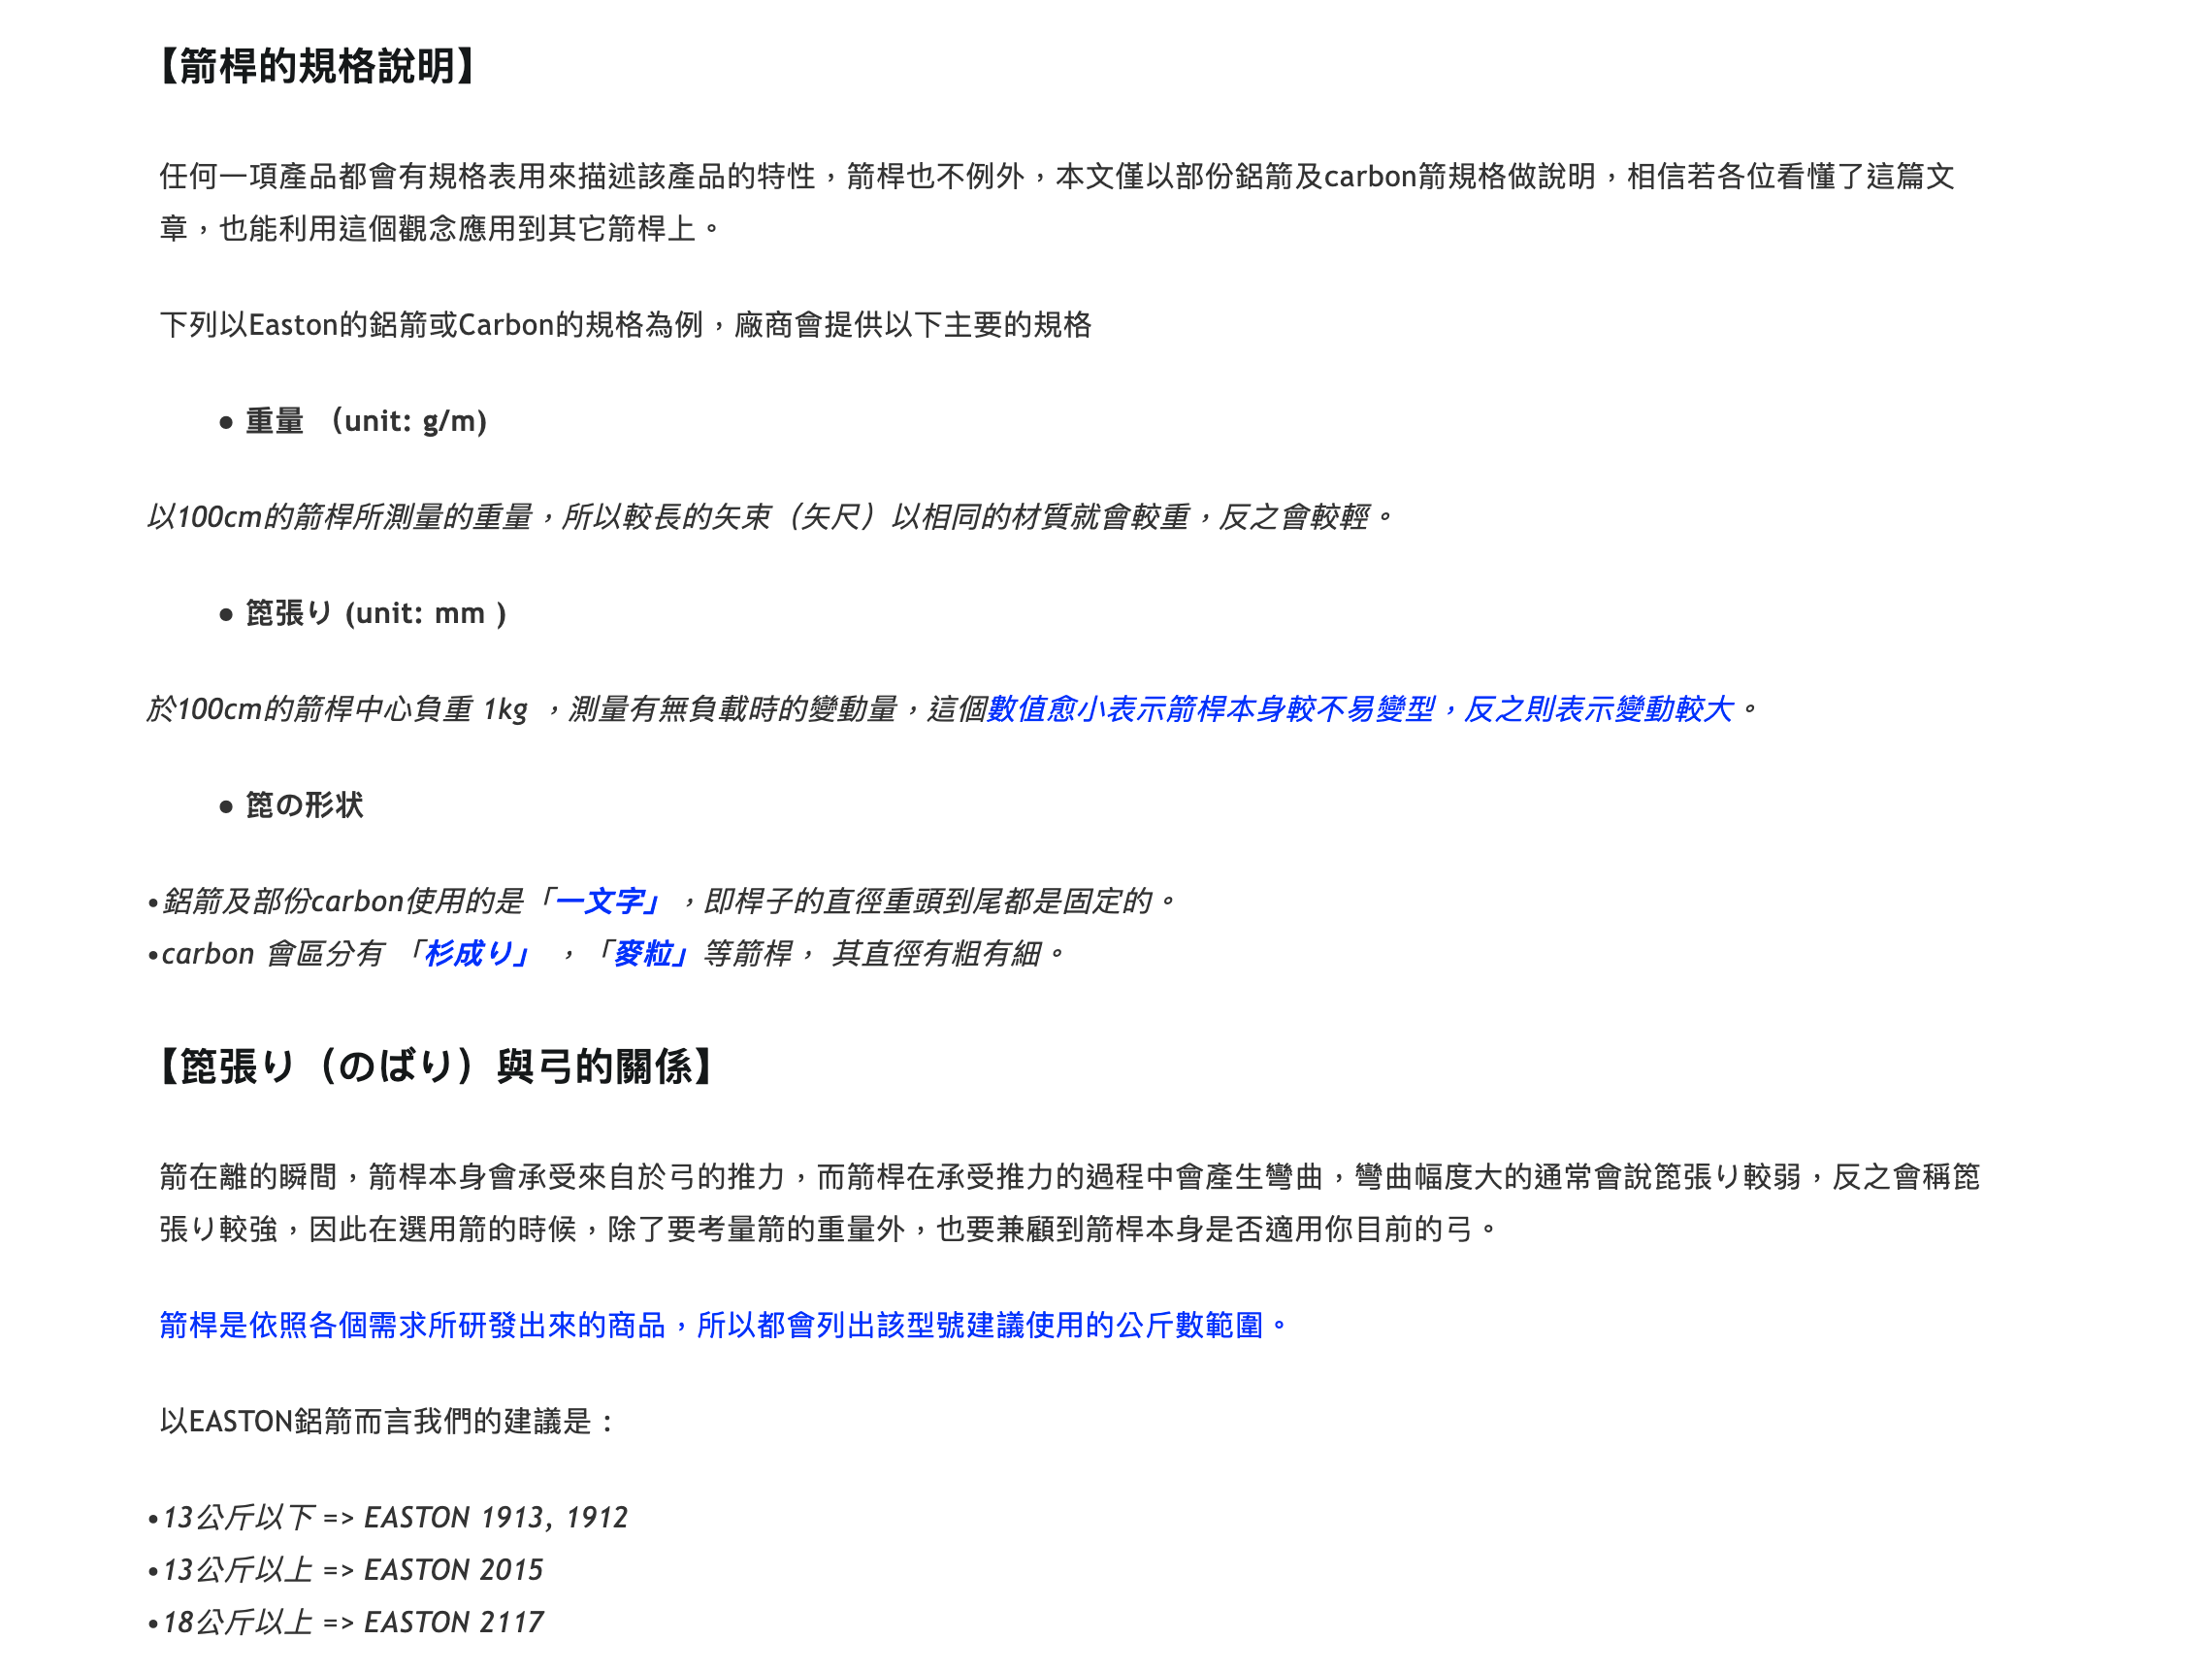 【箭桿的規格說明】
任何一項產品都會有規格表用來描述該產品的特性，箭桿也不例外，本文僅以部份鋁箭及carbon箭規格做說明，相信若各位看懂了這篇文
章，也能利用這個觀念應用到其它箭桿上。
下列以Easton的鋁箭或Carbon的規格為例，廠商會提供以下主要的規格
● 重量 （unit: g/m)
以100cm的箭桿所測量的重量，所以較長的矢束（矢尺）以相同的材質就會較重，反之會較輕。
● 箆張り (unit: mm )
於100cm的箭桿中心負重 1kg ，測量有無負載時的變動量，這個數值愈小表示箭桿本身較不易變型，反之則表示變動較大。
● 箆の形状
•鋁箭及部份carbon使用的是「一文字」，即桿子的直徑重頭到尾都是固定的。
•carbon 會區分有 「杉成り」 ，「麥粒」等箭桿， 其直徑有粗有細。
【箆張り（のばり）與弓的關係】
箭在離的瞬間，箭桿本身會承受來自於弓的推力，而箭桿在承受推力的過程中會產生彎曲，彎曲幅度大的通常會說箆張り較弱，反之會稱箆
張り較強，因此在選用箭的時候，除了要考量箭的重量外，也要兼顧到箭桿本身是否適用你目前的弓。
箭桿是依照各個需求所研發出來的商品，所以都會列出該型號建議使用的公斤數範圍。
以EASTON鋁箭而言我們的建議是：
•13公斤以下 => EASTON 1913, 1912
•13公斤以上 => EASTON 2015
•18公斤以上 => EASTON 2117